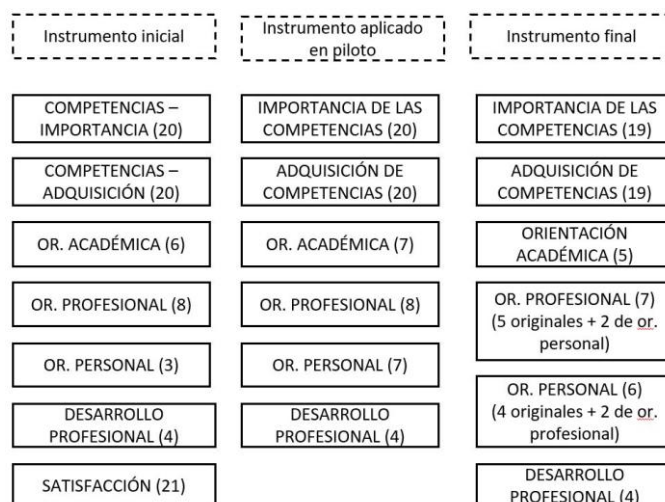 Instrumento inicial
Instrumento aplicado
en piloto
Instrumento final
COMPETENCIAS –
IMPORTANCIA (20)
IMPORTANCIA DE LAS
COMPETENCIAS (20)
IMPORTANCIA DE LAS
COMPETENCIAS (19)
COMPETENCIAS –
ADQUISICIÓN (20)
ADQUISICIÓN DE
COMPETENCIAS (20)
ADQUISICIÓN DE
COMPETENCIAS (19)
OR. ACADÉMICA (6)
OR. ACADÉMICA (7)
ORIENTACIÓN
ACADÉMICA (5)
OR. PROFESIONAL (8)
OR. PROFESIONAL (8)
OR. PROFESIONAL (7)
(5 originales + 2 de or.
personal)
OR. PERSONAL (3)
OR. PERSONAL (7)
OR. PERSONAL (6)
(4 originales + 2 de or.
profesional)
DESARROLLO
PROFESIONAL (4)
DESARROLLO
PROFESIONAL (4)
SATISFACCIÓN (21)
DESARROLLO
PROFESIONAL (4)